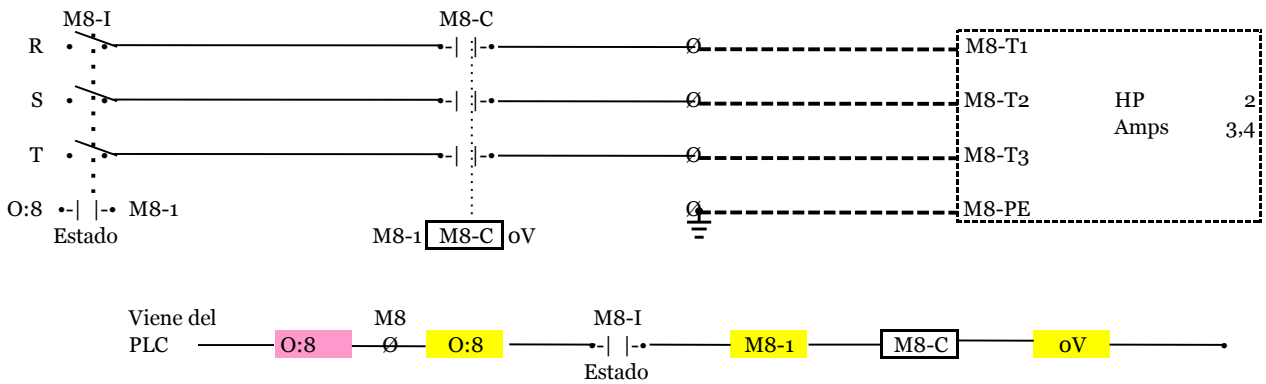 M8-I M8-C
R M8-T1
S M8-T2 HP 2
Amps 3,4
T M8-T3
O:8 M8-1 M8-PE
Estado M8-1 M8-C 0V
Viene del M8 M8-I
PLC O:8 Ø O:8 M8-1 M8-C 0V
Estado